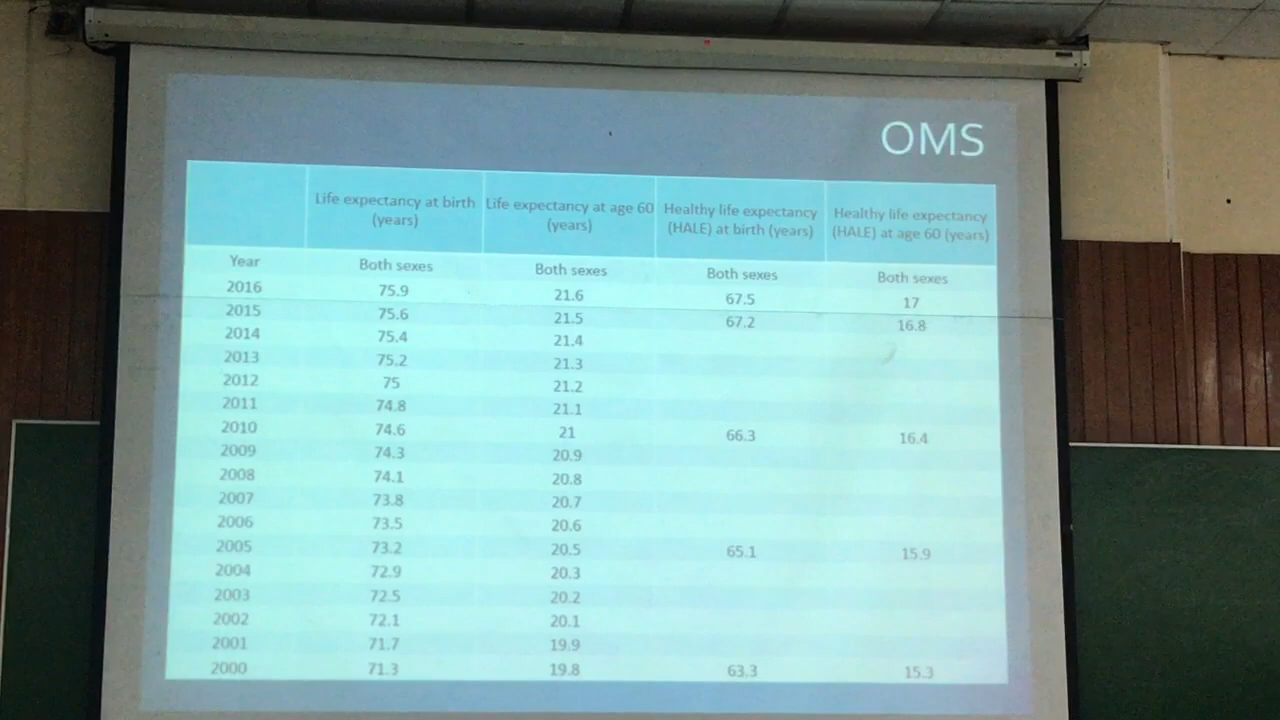 OMS
Life expectancy at birth (years) Life expectancy at age 60 (years) Healthy life expectancy (HALE) at birth (years) Healthy life expectancy (HALE) at age 60 (years)
Year Both sexes Both sexes Both sexes Both sexes
2016 75.9 21.6 67.5 17
2015 75.6 21.5 67.2 16.8
2014 75.4 21.4
2013 75.2 21.3
2012 75 21.2
2011 74.8 21.1
2010 74.6 21 66.3 16.4
2009 74.3 20.9
2008 74.1 20.8
2007 73.8 20.7
2006 73.5 20.6
2005 73.2 20.5 65.1 15.9
2004 72.9 20.3
2003 72.5 20.2
2002 72.1 20.1
2001 71.7 19.9
2000 71.3 19.8 63.3 15.3